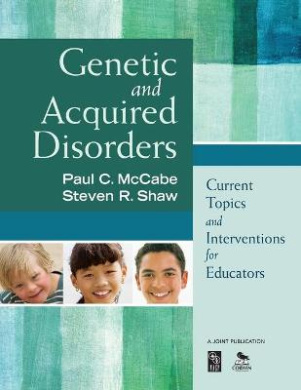 Genetic
and
Acquired
Disorders
Paul C. McCabe
Steven R. Shaw
Current
Topics
and
Interventions
for
Educators
A JOINT PUBLICATION